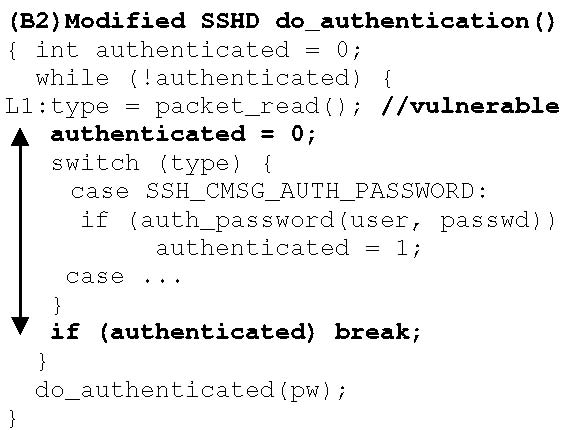 (B2)Modified SSHD do_authentication()
{ int authenticated = 0;
  while (!authenticated) {
L1:type = packet_read(); //vulnerable
   authenticated = 0;
   switch (type) {
    case SSH_CMSG_AUTH_PASSWORD:
     if (auth_password(user, passwd))
          authenticated = 1;
    case ...
   }
   if (authenticated) break;
  }
  do_authenticated(pw);
}